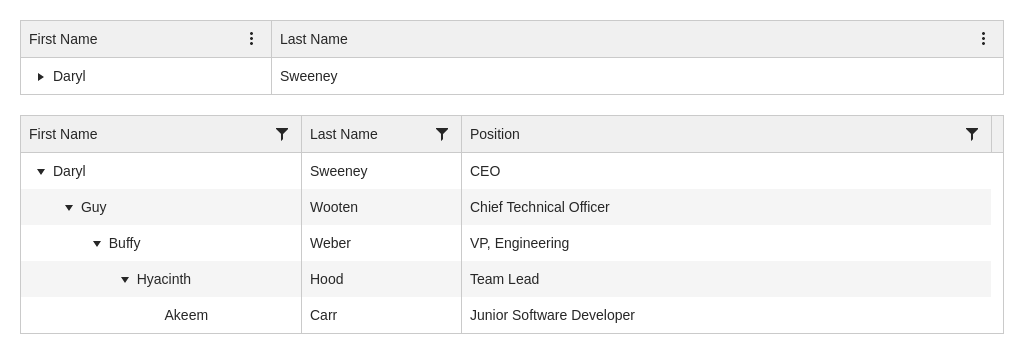 First Name Last Name
Daryl Sweeney
First Name Last Name Position
Daryl Sweeney CEO
Guy Wooten Chief Technical Officer
Buffy Weber VP, Engineering
Hyacinth Hood Team Lead
Akeem Carr Junior Software Developer